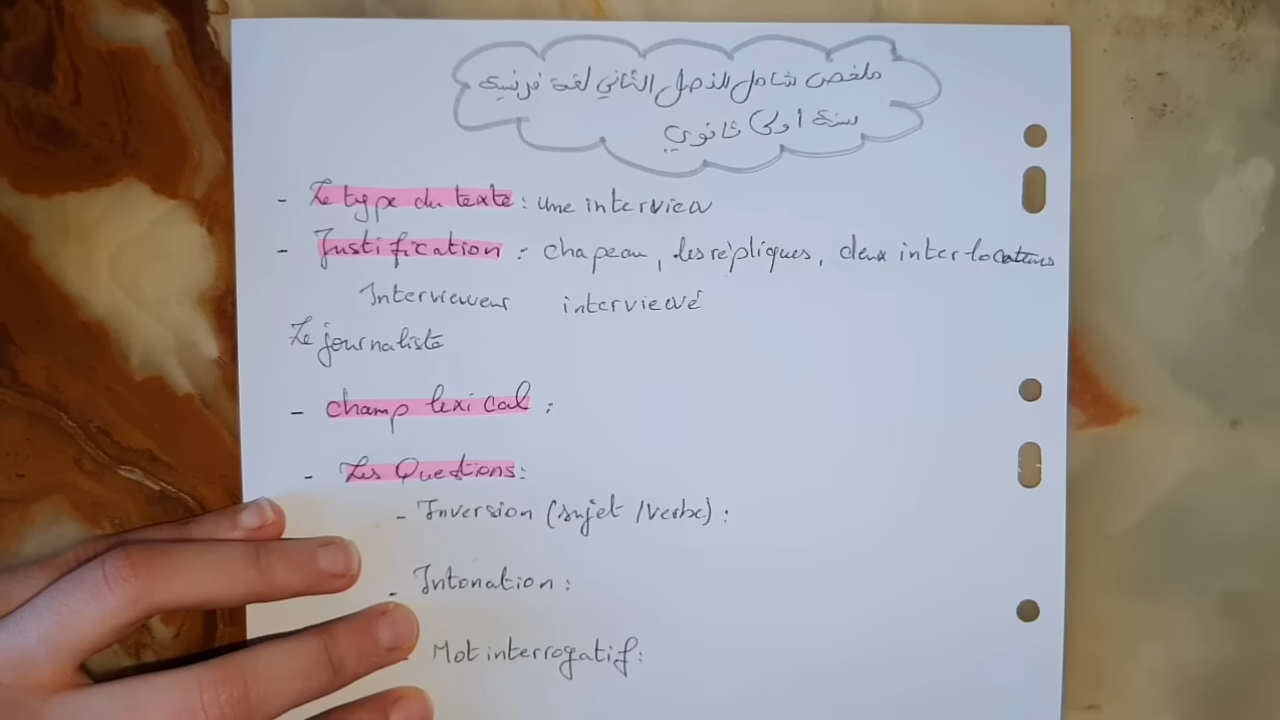 ملخص شامل الفصل الثاني لغة فرنسية
سنة أولى ثانوي
- Le type du texte : une interview
- Justification : chapeau, les répliques, deux interlocuteurs
Intervieweur interviewé
Le journaliste
- champ lexical :
- Les Questions :
- Inversion (sujet / verbe) :
- Intonation :
- Mot interrogatif :